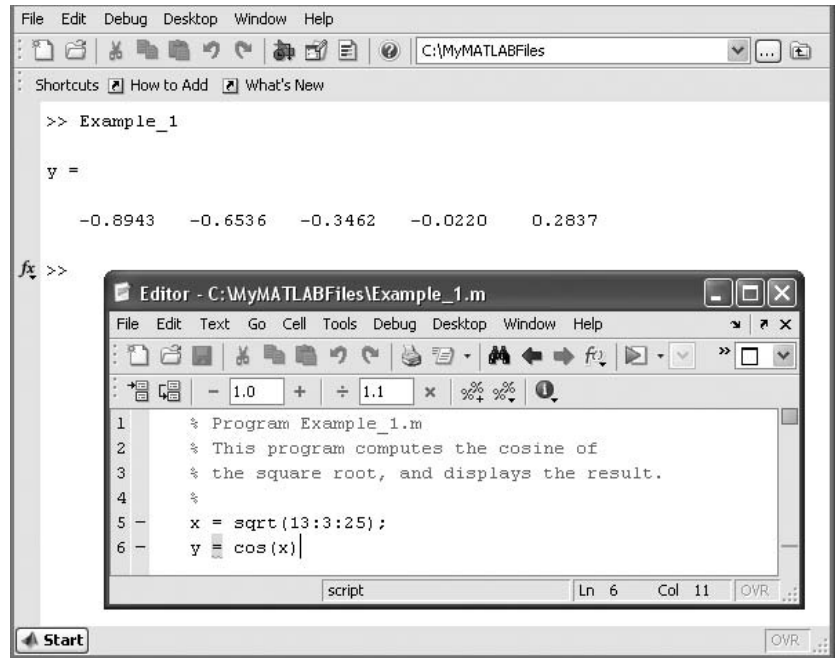 File Edit Debug Desktop Window Help
C:\MyMATLABFiles
Shortcuts How to Add What's New
>> Example_1
y =
-0.8943 -0.6536 -0.3462 -0.0220 0.2837
fx >>
Editor - C:\MyMATLABFiles\Example_1.m
File Edit Text Go Cell Tools Debug Desktop Window Help
- 1.0 + ÷ 1.1 ×
1 % Program Example_1.m
2 % This program computes the cosine of
3 % the square root, and displays the result.
4 %
5 - x = sqrt(13:3:25);
6 - y = cos(x)
script Ln 6 Col 11 OVR
Start OVR